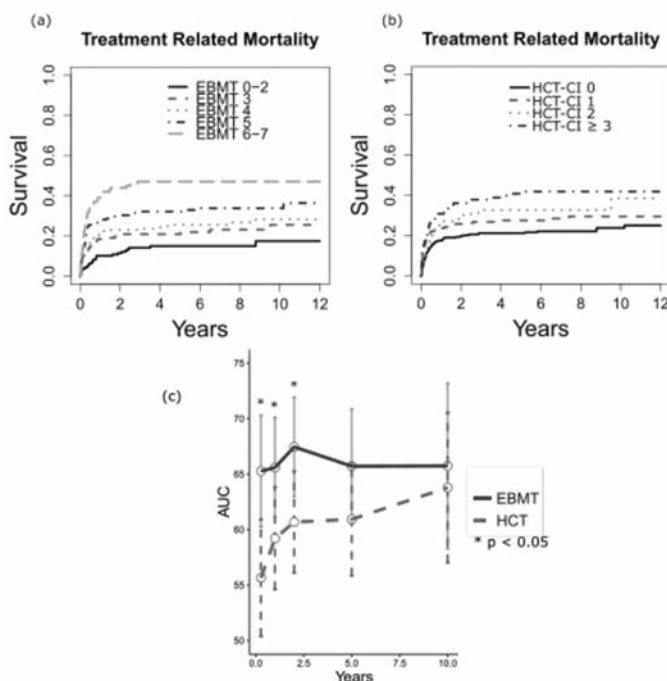 (a)
Treatment Related Mortality
EBMT 0-2
EBMT 3
EBMT 4
EBMT 5
EBMT 6-7
Survival
1.0
0.8
0.6
0.4
0.2
0.0
0 2 4 6 8 10 12
Years
(b)
Treatment Related Mortality
HCT-CI 0
HCT-CI 1
HCT-CI 2
HCT-CI ≥ 3
Survival
1.0
0.8
0.6
0.4
0.2
0.0
0 2 4 6 8 10 12
Years
(c)
AUC
75
70
65
60
55
50
* * *
0.0 2.5 5.0 7.5 10.0
Years
EBMT
HCT
* p < 0.05